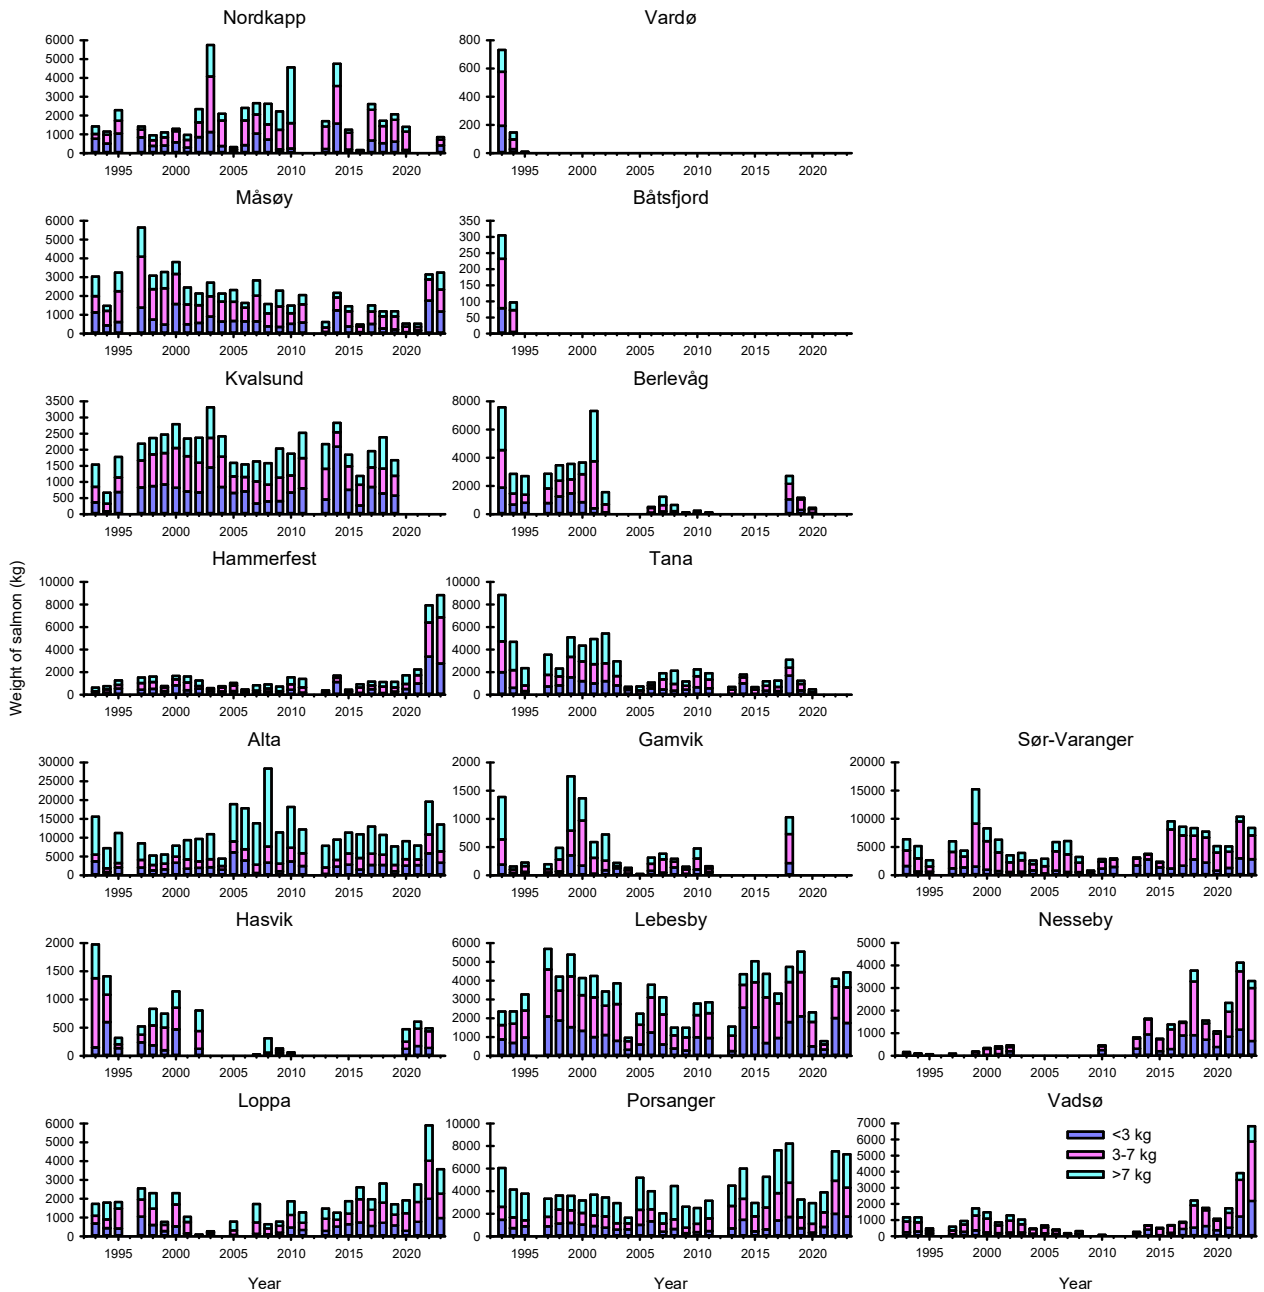 Nordkapp
6000
5000
4000
3000
2000
1000
0
1995 2000 2005 2010 2015 2020
Vardø
800
600
400
200
0
1995 2000 2005 2010 2015 2020
Måsøy
6000
5000
4000
3000
2000
1000
0
1995 2000 2005 2010 2015 2020
Båtsfjord
350
300
250
200
150
100
50
0
1995 2000 2005 2010 2015 2020
Kvalsund
3500
3000
2500
2000
1500
1000
500
0
1995 2000 2005 2010 2015 2020
Berlevåg
8000
6000
4000
2000
0
1995 2000 2005 2010 2015 2020
Weight of salmon (kg)
Hammerfest
10000
8000
6000
4000
2000
0
1995 2000 2005 2010 2015 2020
Tana
10000
8000
6000
4000
2000
0
1995 2000 2005 2010 2015 2020
Alta
30000
25000
20000
15000
10000
5000
0
1995 2000 2005 2010 2015 2020
Gamvik
2000
1500
1000
500
0
1995 2000 2005 2010 2015 2020
Sør-Varanger
20000
15000
10000
5000
0
1995 2000 2005 2010 2015 2020
Hasvik
2000
1500
1000
500
0
1995 2000 2005 2010 2015 2020
Lebesby
6000
5000
4000
3000
2000
1000
0
1995 2000 2005 2010 2015 2020
Nesseby
5000
4000
3000
2000
1000
0
1995 2000 2005 2010 2015 2020
Loppa
6000
5000
4000
3000
2000
1000
0
1995 2000 2005 2010 2015 2020
Year
Porsanger
10000
8000
6000
4000
2000
0
1995 2000 2005 2010 2015 2020
Year
Vadsø
7000
6000
5000
4000
3000
2000
1000
0
<3 kg
3-7 kg
>7 kg
1995 2000 2005 2010 2015 2020
Year